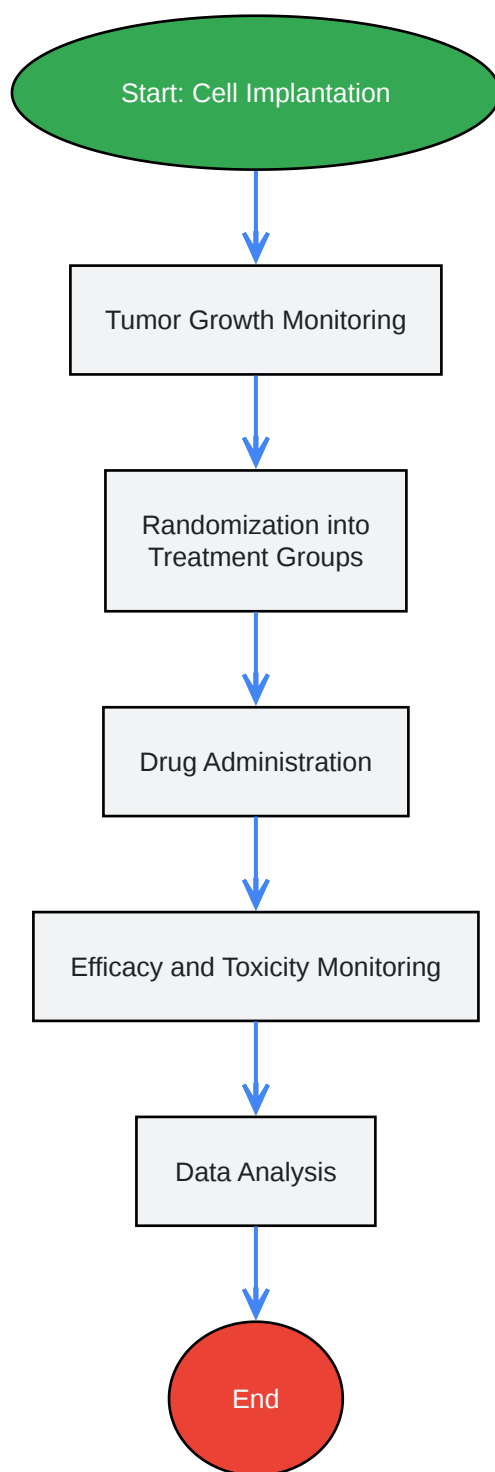 Start: Cell Implantation
Tumor Growth Monitoring
Randomization into
Treatment Groups
Drug Administration
Efficacy and Toxicity Monitoring
Data Analysis
End